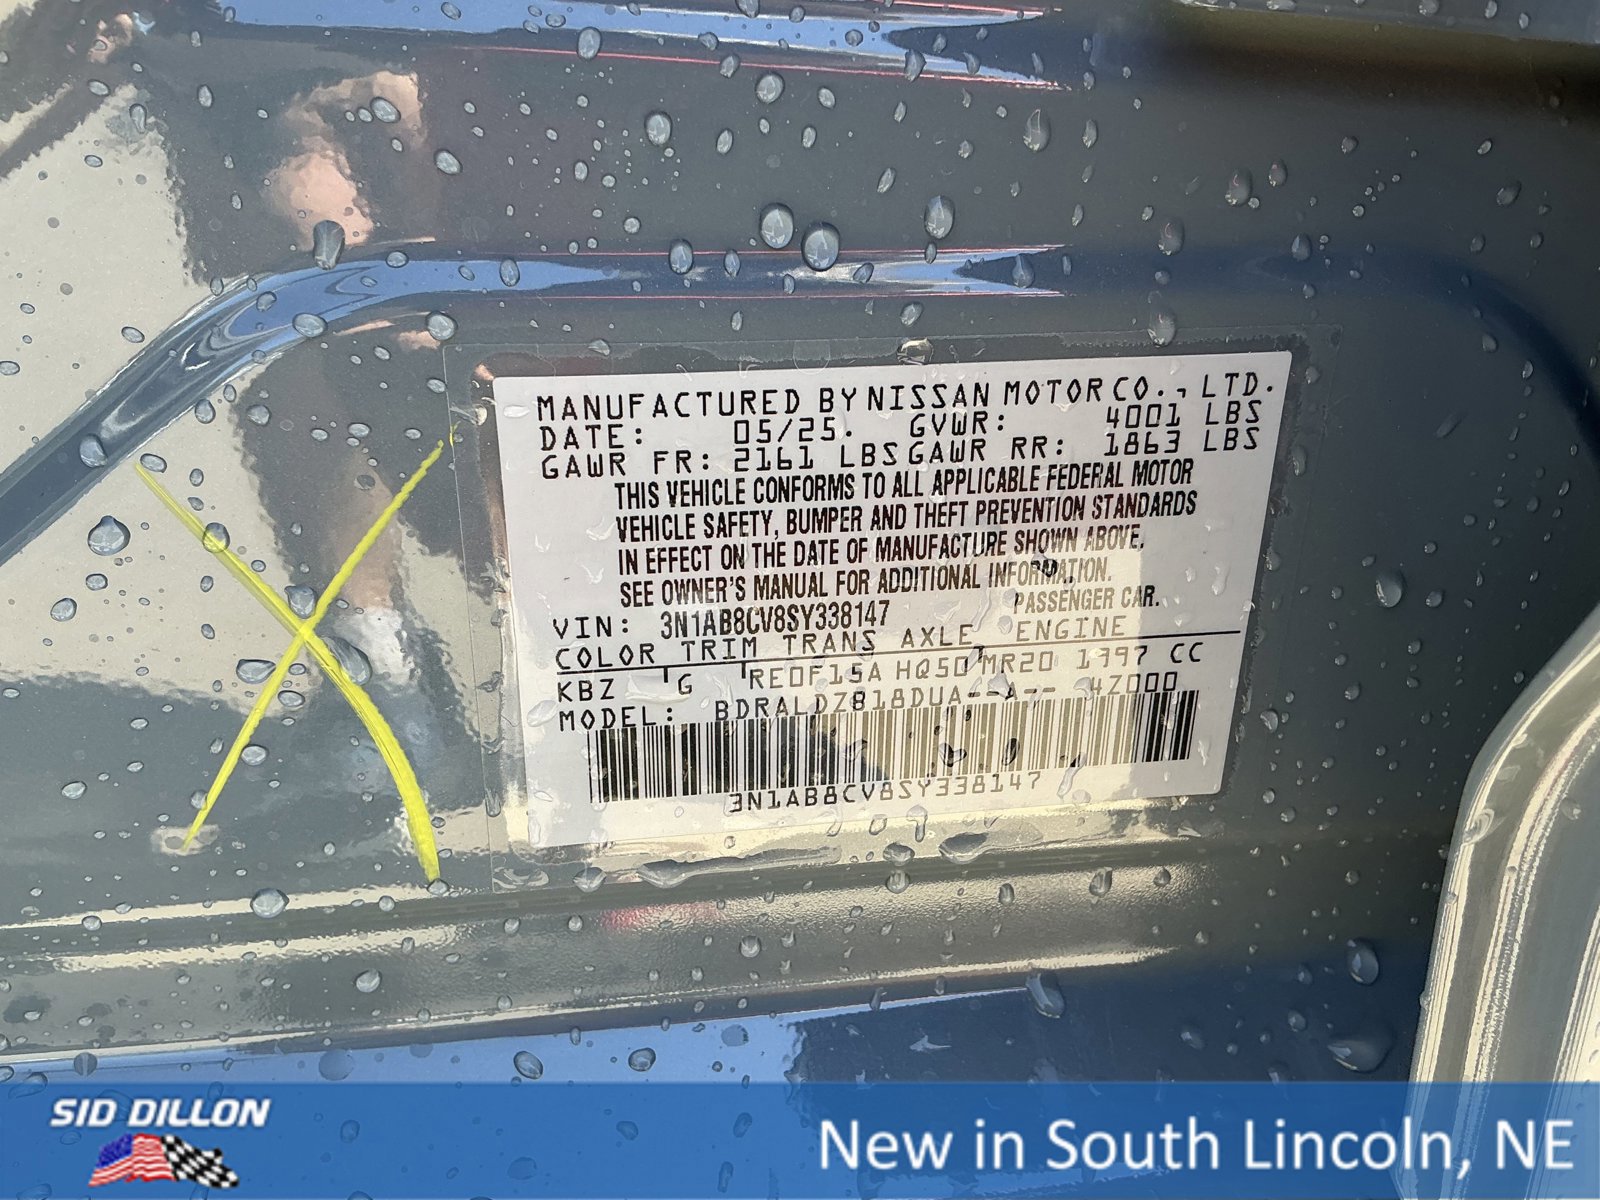 MANUFACTURED BY NISSAN MOTOR CO., LTD.
DATE: 05/25. GVWR: 4001 LBS
GAWR FR: 2161 LBS GAWR RR: 1863 LBS
THIS VEHICLE CONFORMS TO ALL APPLICABLE FEDERAL MOTOR
VEHICLE SAFETY, BUMPER AND THEFT PREVENTION STANDARDS
IN EFFECT ON THE DATE OF MANUFACTURE SHOWN ABOVE.
SEE OWNER'S MANUAL FOR ADDITIONAL INFORMATION.
VIN: 3N1AB8CV8SY338147 PASSENGER CAR.
COLOR TRIM TRANS AXLE ENGINE
KBZ G RE0F15A HQ50 MR20 1997 CC
MODEL: BDRALDZ818DUA--A-- -4Z000
3N1AB8CV8SY338147
SID DILLON
New in South Lincoln, NE